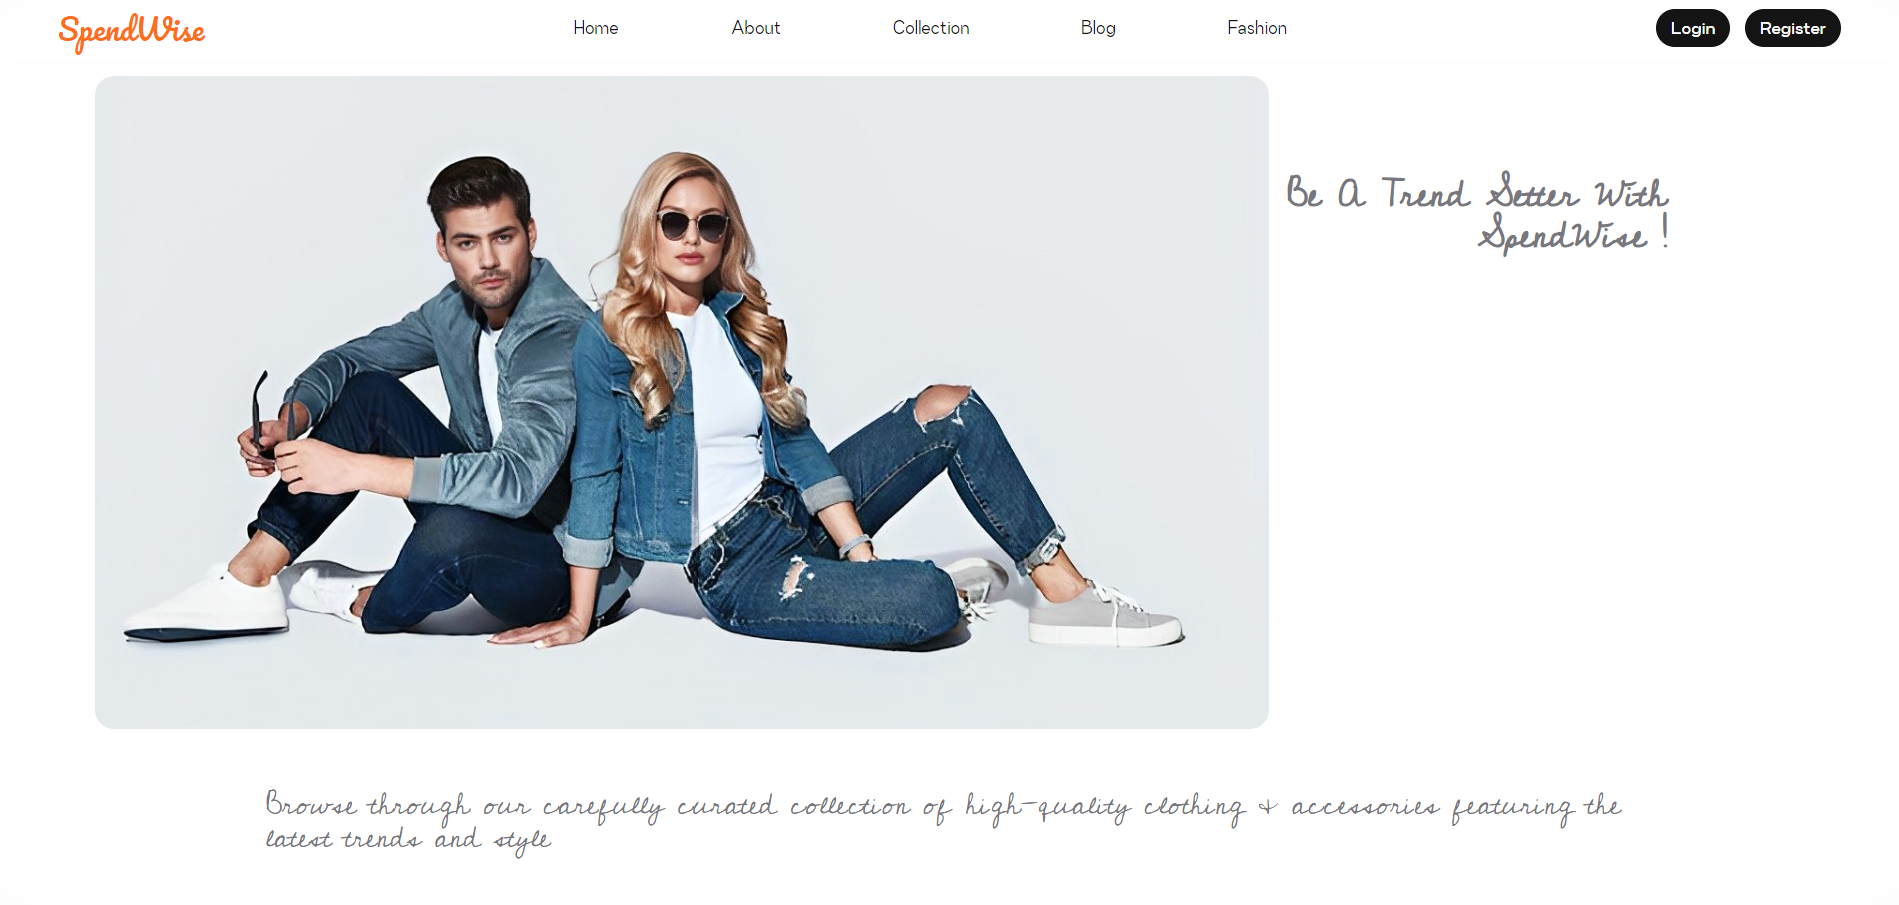 SpendWise
Home About Collection Blog Fashion
Login Register
Be A Trend Setter With
SpendWise !
Browse through our carefully curated collection of high-quality clothing & accessories featuring the
latest trends and style